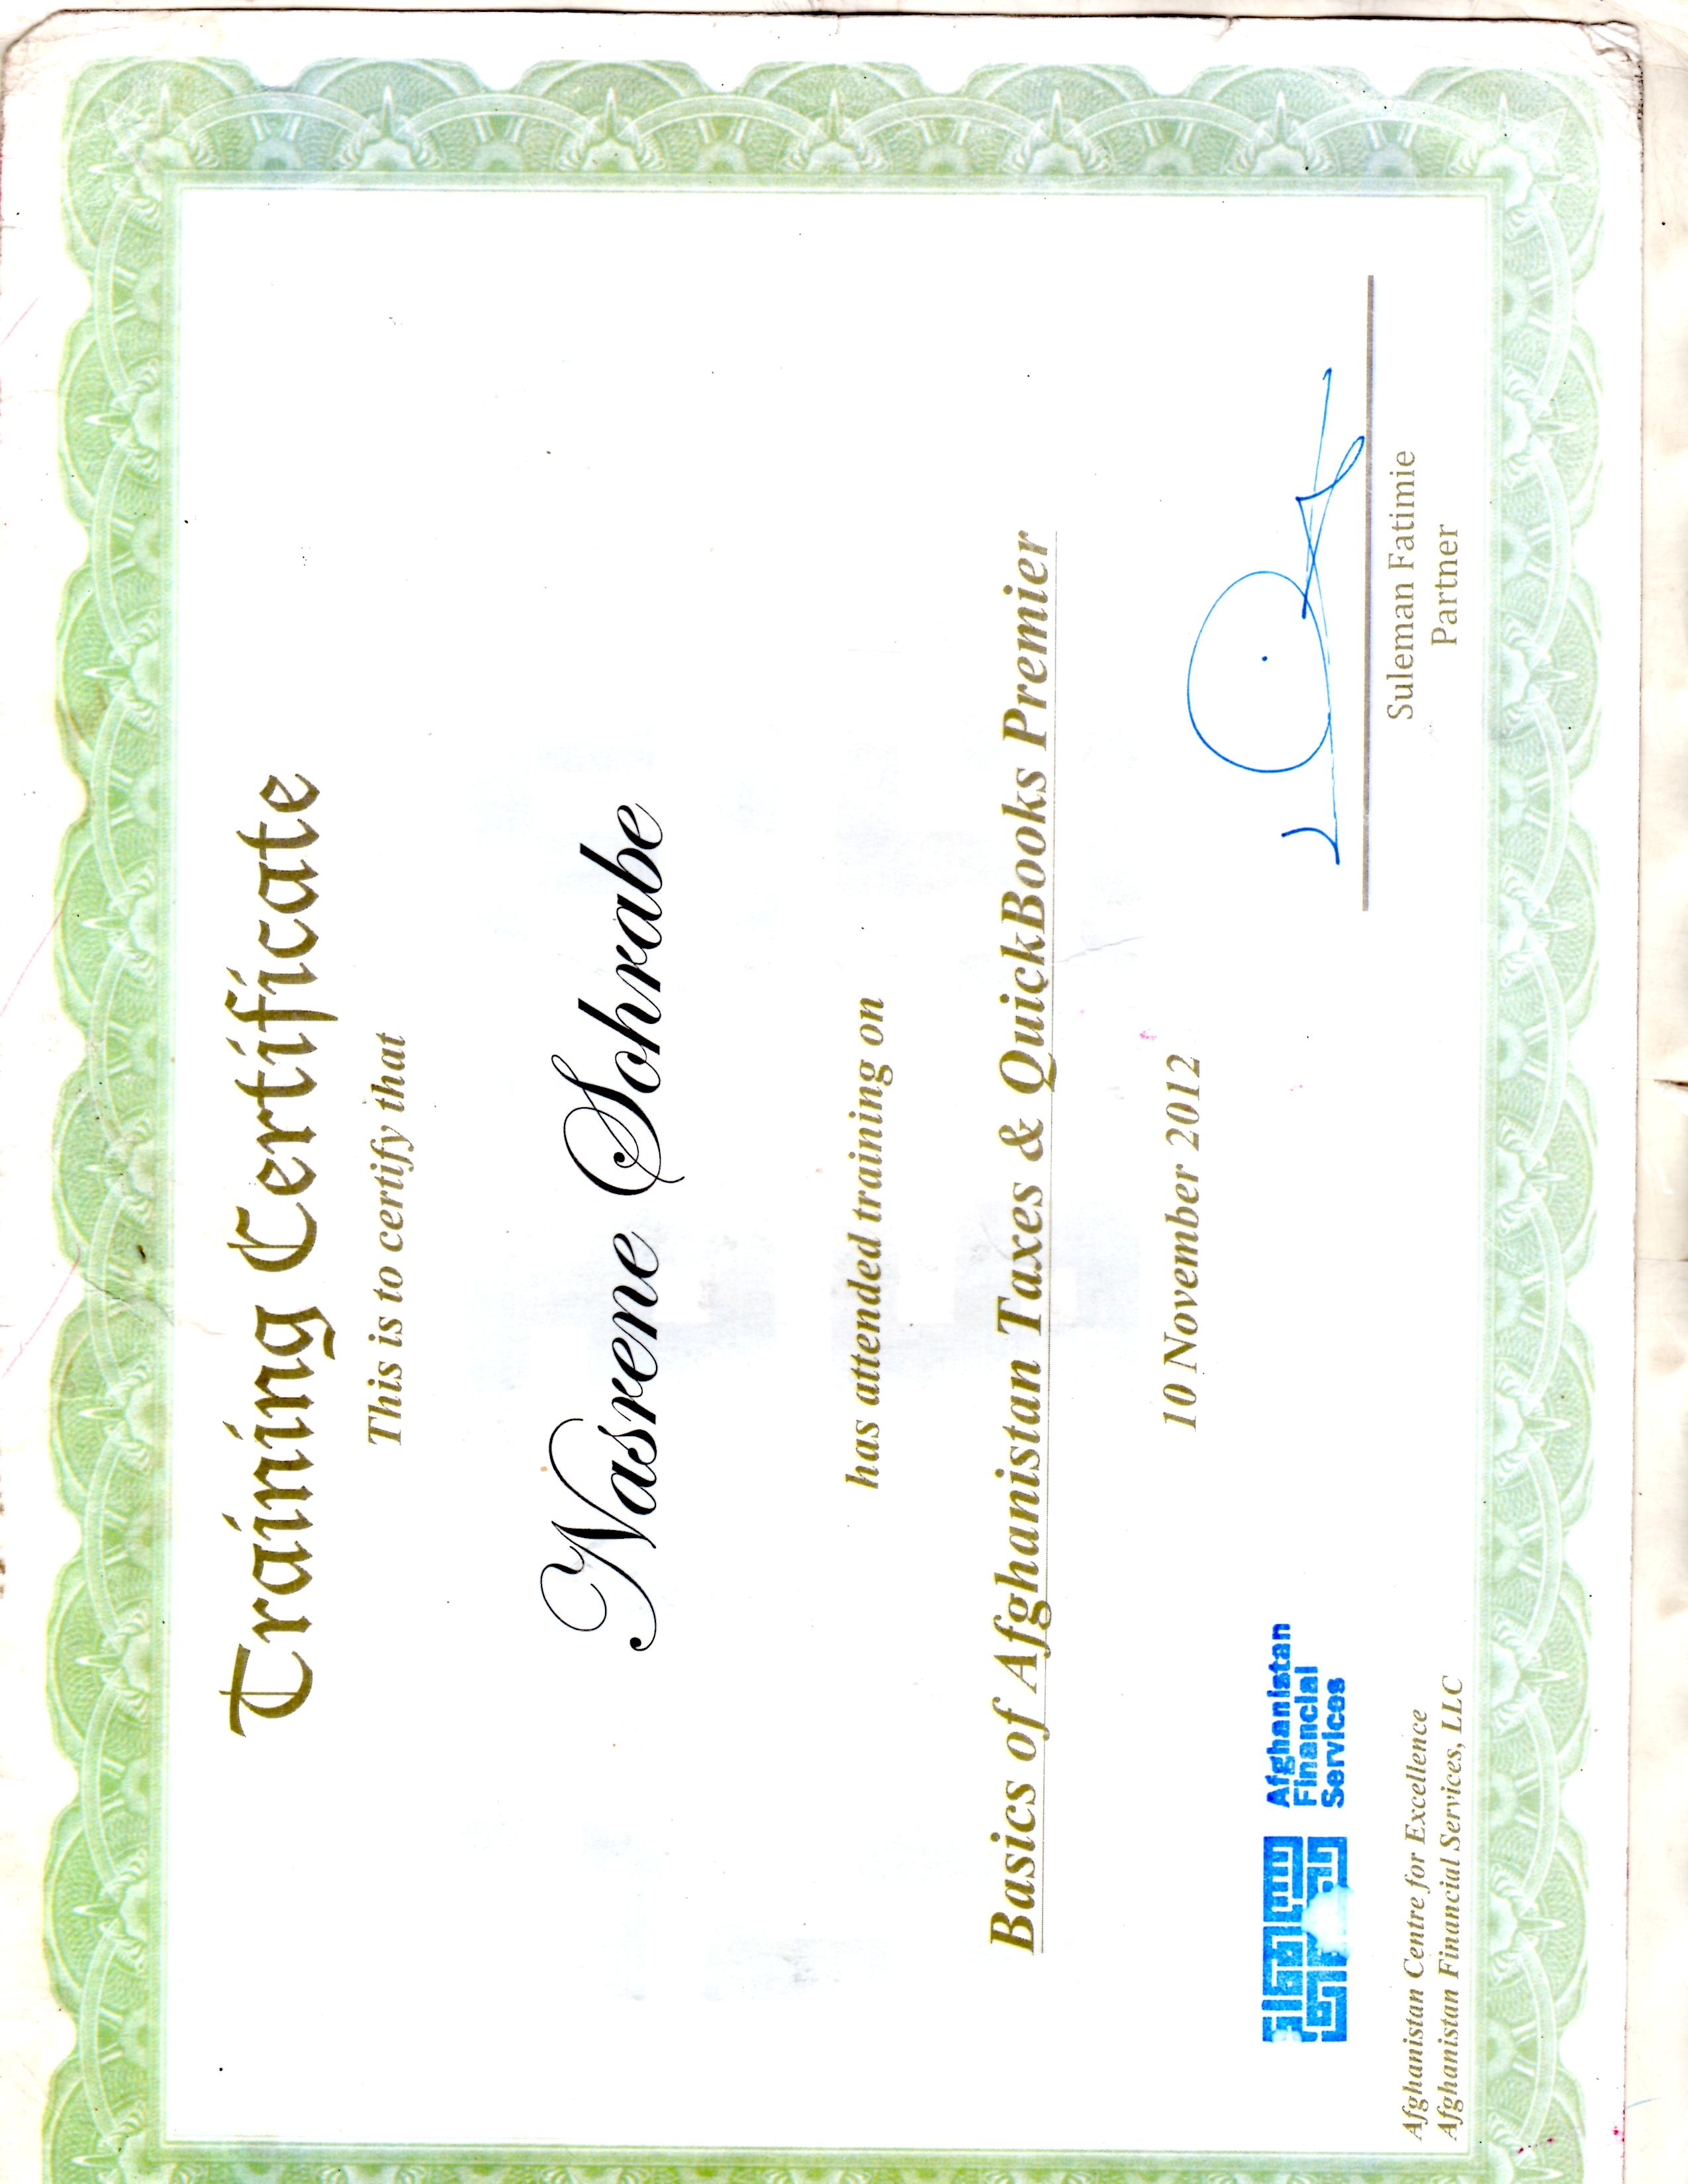 Training Certificate
This is to certify that
Nasrene Sohrabe
has attended training on
Basics of Afghanistan Taxes & QuickBooks Premier
10 November 2012
Afghanistan
Financial
Services
Afghanistan Centre for Excellence
Afghanistan Financial Services, LLC
Suleman Fatimie
Partner